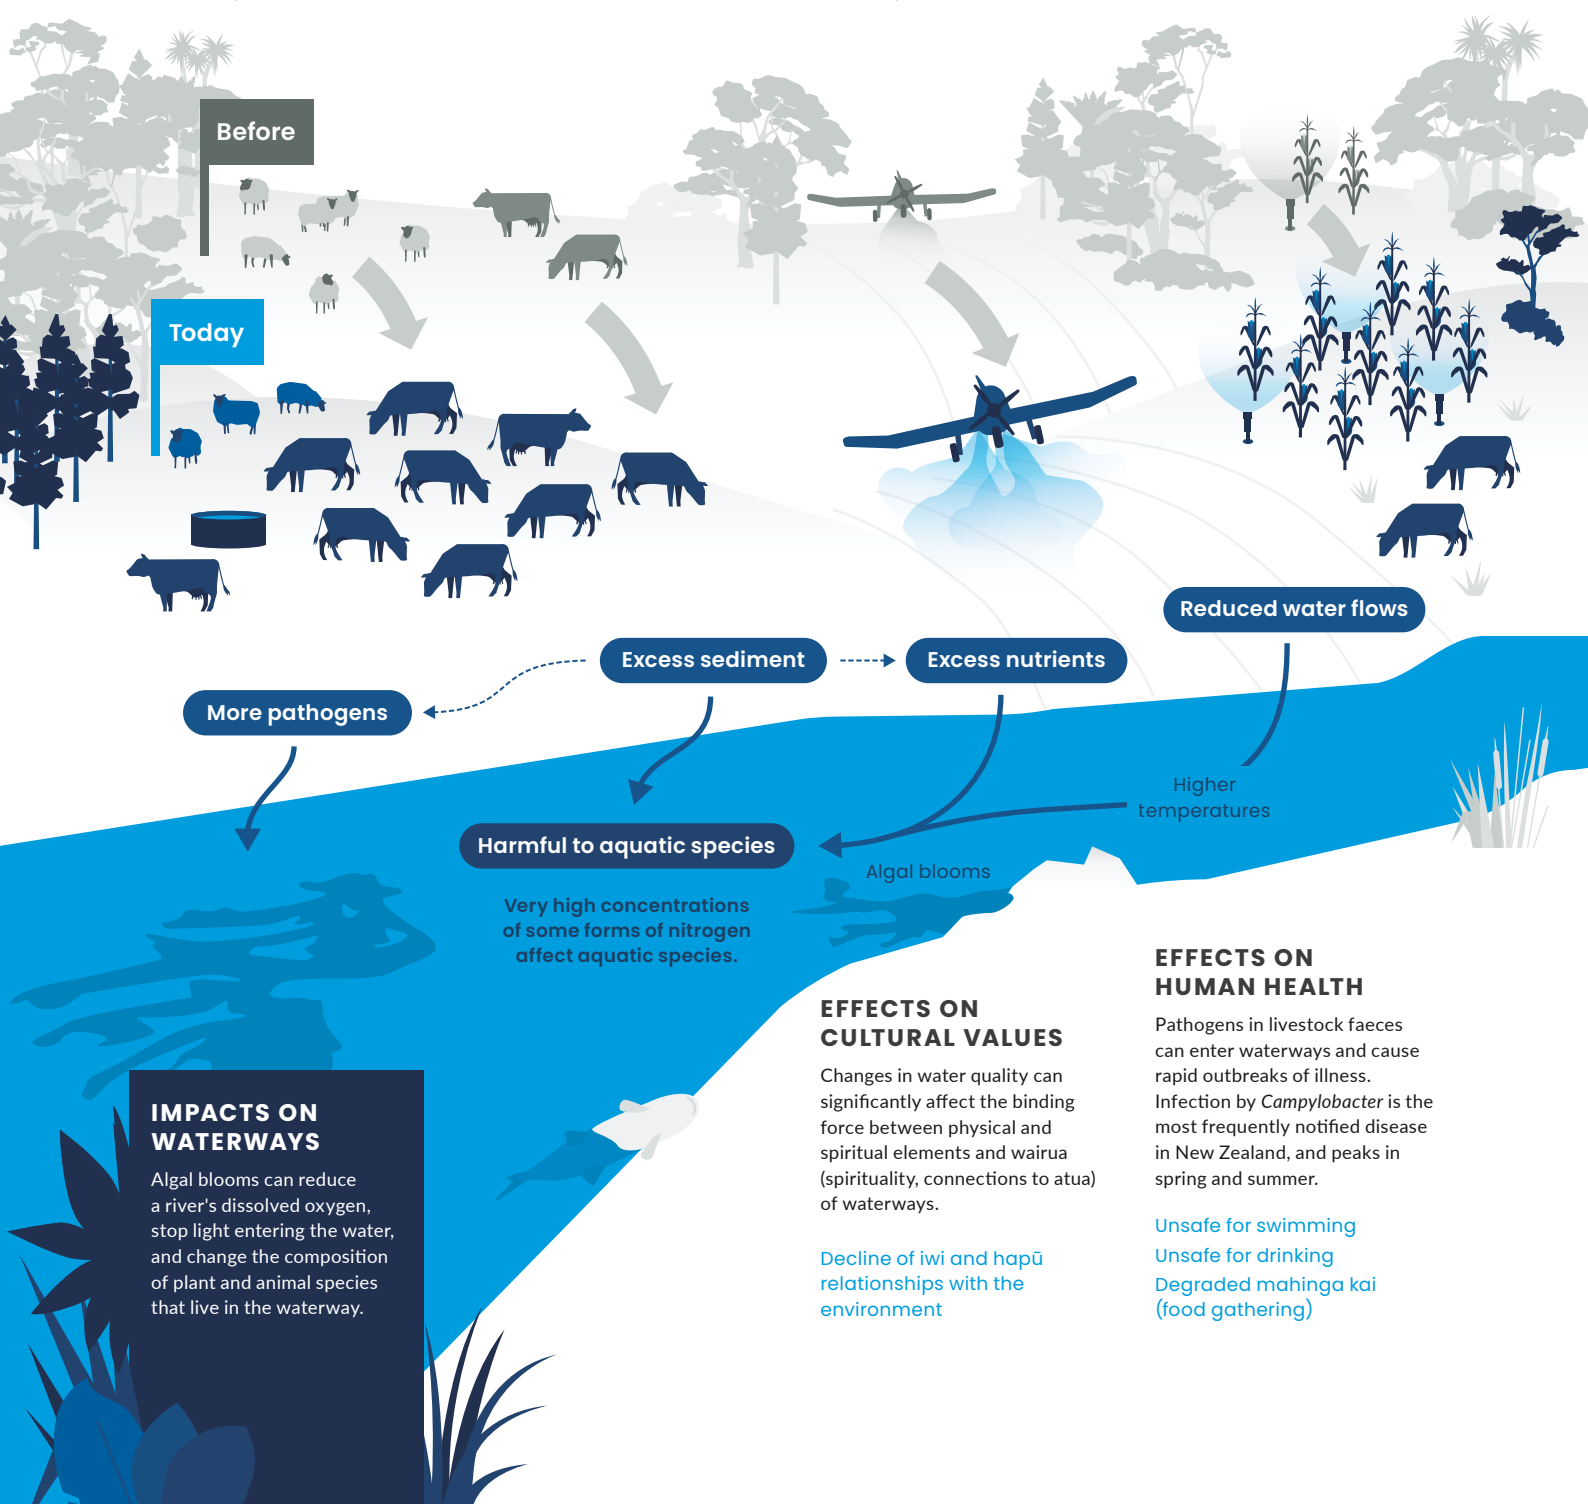 Before
Today
Reduced water flows
Excess sediment
Excess nutrients
More pathogens
Higher
temperatures
Harmful to aquatic species
Algal blooms
Very high concentrations
of some forms of nitrogen
affect aquatic species.
IMPACTS ON
WATERWAYS
Algal blooms can reduce
a river's dissolved oxygen,
stop light entering the water,
and change the composition
of plant and animal species
that live in the waterway.
EFFECTS ON
CULTURAL VALUES
Changes in water quality can
significantly affect the binding
force between physical and
spiritual elements and wairua
(spirituality, connections to atua)
of waterways.
Decline of iwi and hapū
relationships with the
environment
EFFECTS ON
HUMAN HEALTH
Pathogens in livestock faeces
can enter waterways and cause
rapid outbreaks of illness.
Infection by Campylobacter is the
most frequently notified disease
in New Zealand, and peaks in
spring and summer.
Unsafe for swimming
Unsafe for drinking
Degraded mahinga kai
(food gathering)